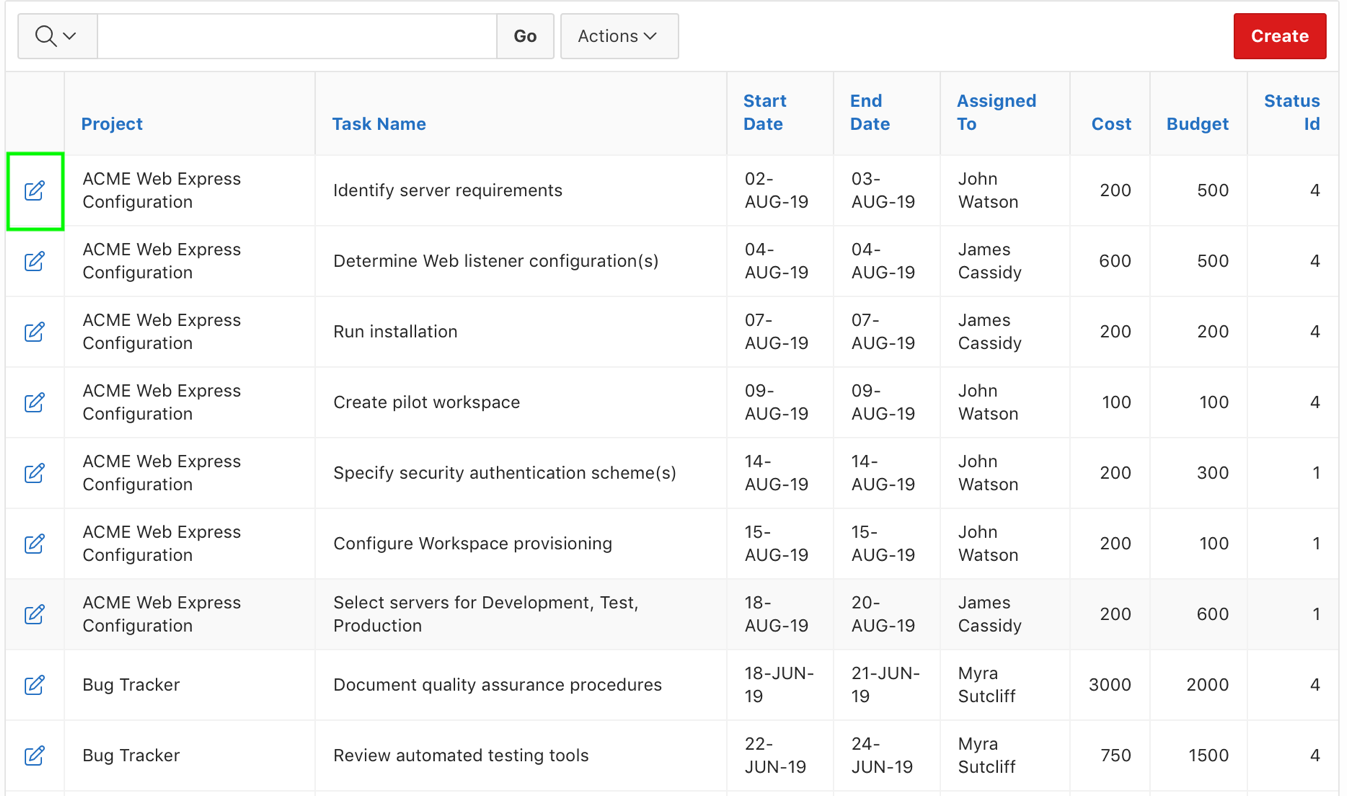 Go
Actions
Create
Project
Task Name
Start
Date
End
Date
Assigned
To
Cost
Budget
Status
Id
ACME Web Express
Configuration
Identify server requirements
02-
AUG-19
03-
AUG-19
John
Watson
200
500
4
ACME Web Express
Configuration
Determine Web listener configuration(s)
04-
AUG-19
04-
AUG-19
James
Cassidy
600
500
4
ACME Web Express
Configuration
Run installation
07-
AUG-19
07-
AUG-19
James
Cassidy
200
200
4
ACME Web Express
Configuration
Create pilot workspace
09-
AUG-19
09-
AUG-19
John
Watson
100
100
4
ACME Web Express
Configuration
Specify security authentication scheme(s)
14-
AUG-19
14-
AUG-19
John
Watson
200
300
1
ACME Web Express
Configuration
Configure Workspace provisioning
15-
AUG-19
15-
AUG-19
John
Watson
200
100
1
ACME Web Express
Configuration
Select servers for Development, Test,
Production
18-
AUG-19
20-
AUG-19
James
Cassidy
200
600
1
Bug Tracker
Document quality assurance procedures
18-JUN-
19
21-JUN-
19
Myra
Sutcliff
3000
2000
4
Bug Tracker
Review automated testing tools
22-
JUN-19
24-
JUN-19
Myra
Sutcliff
750
1500
4